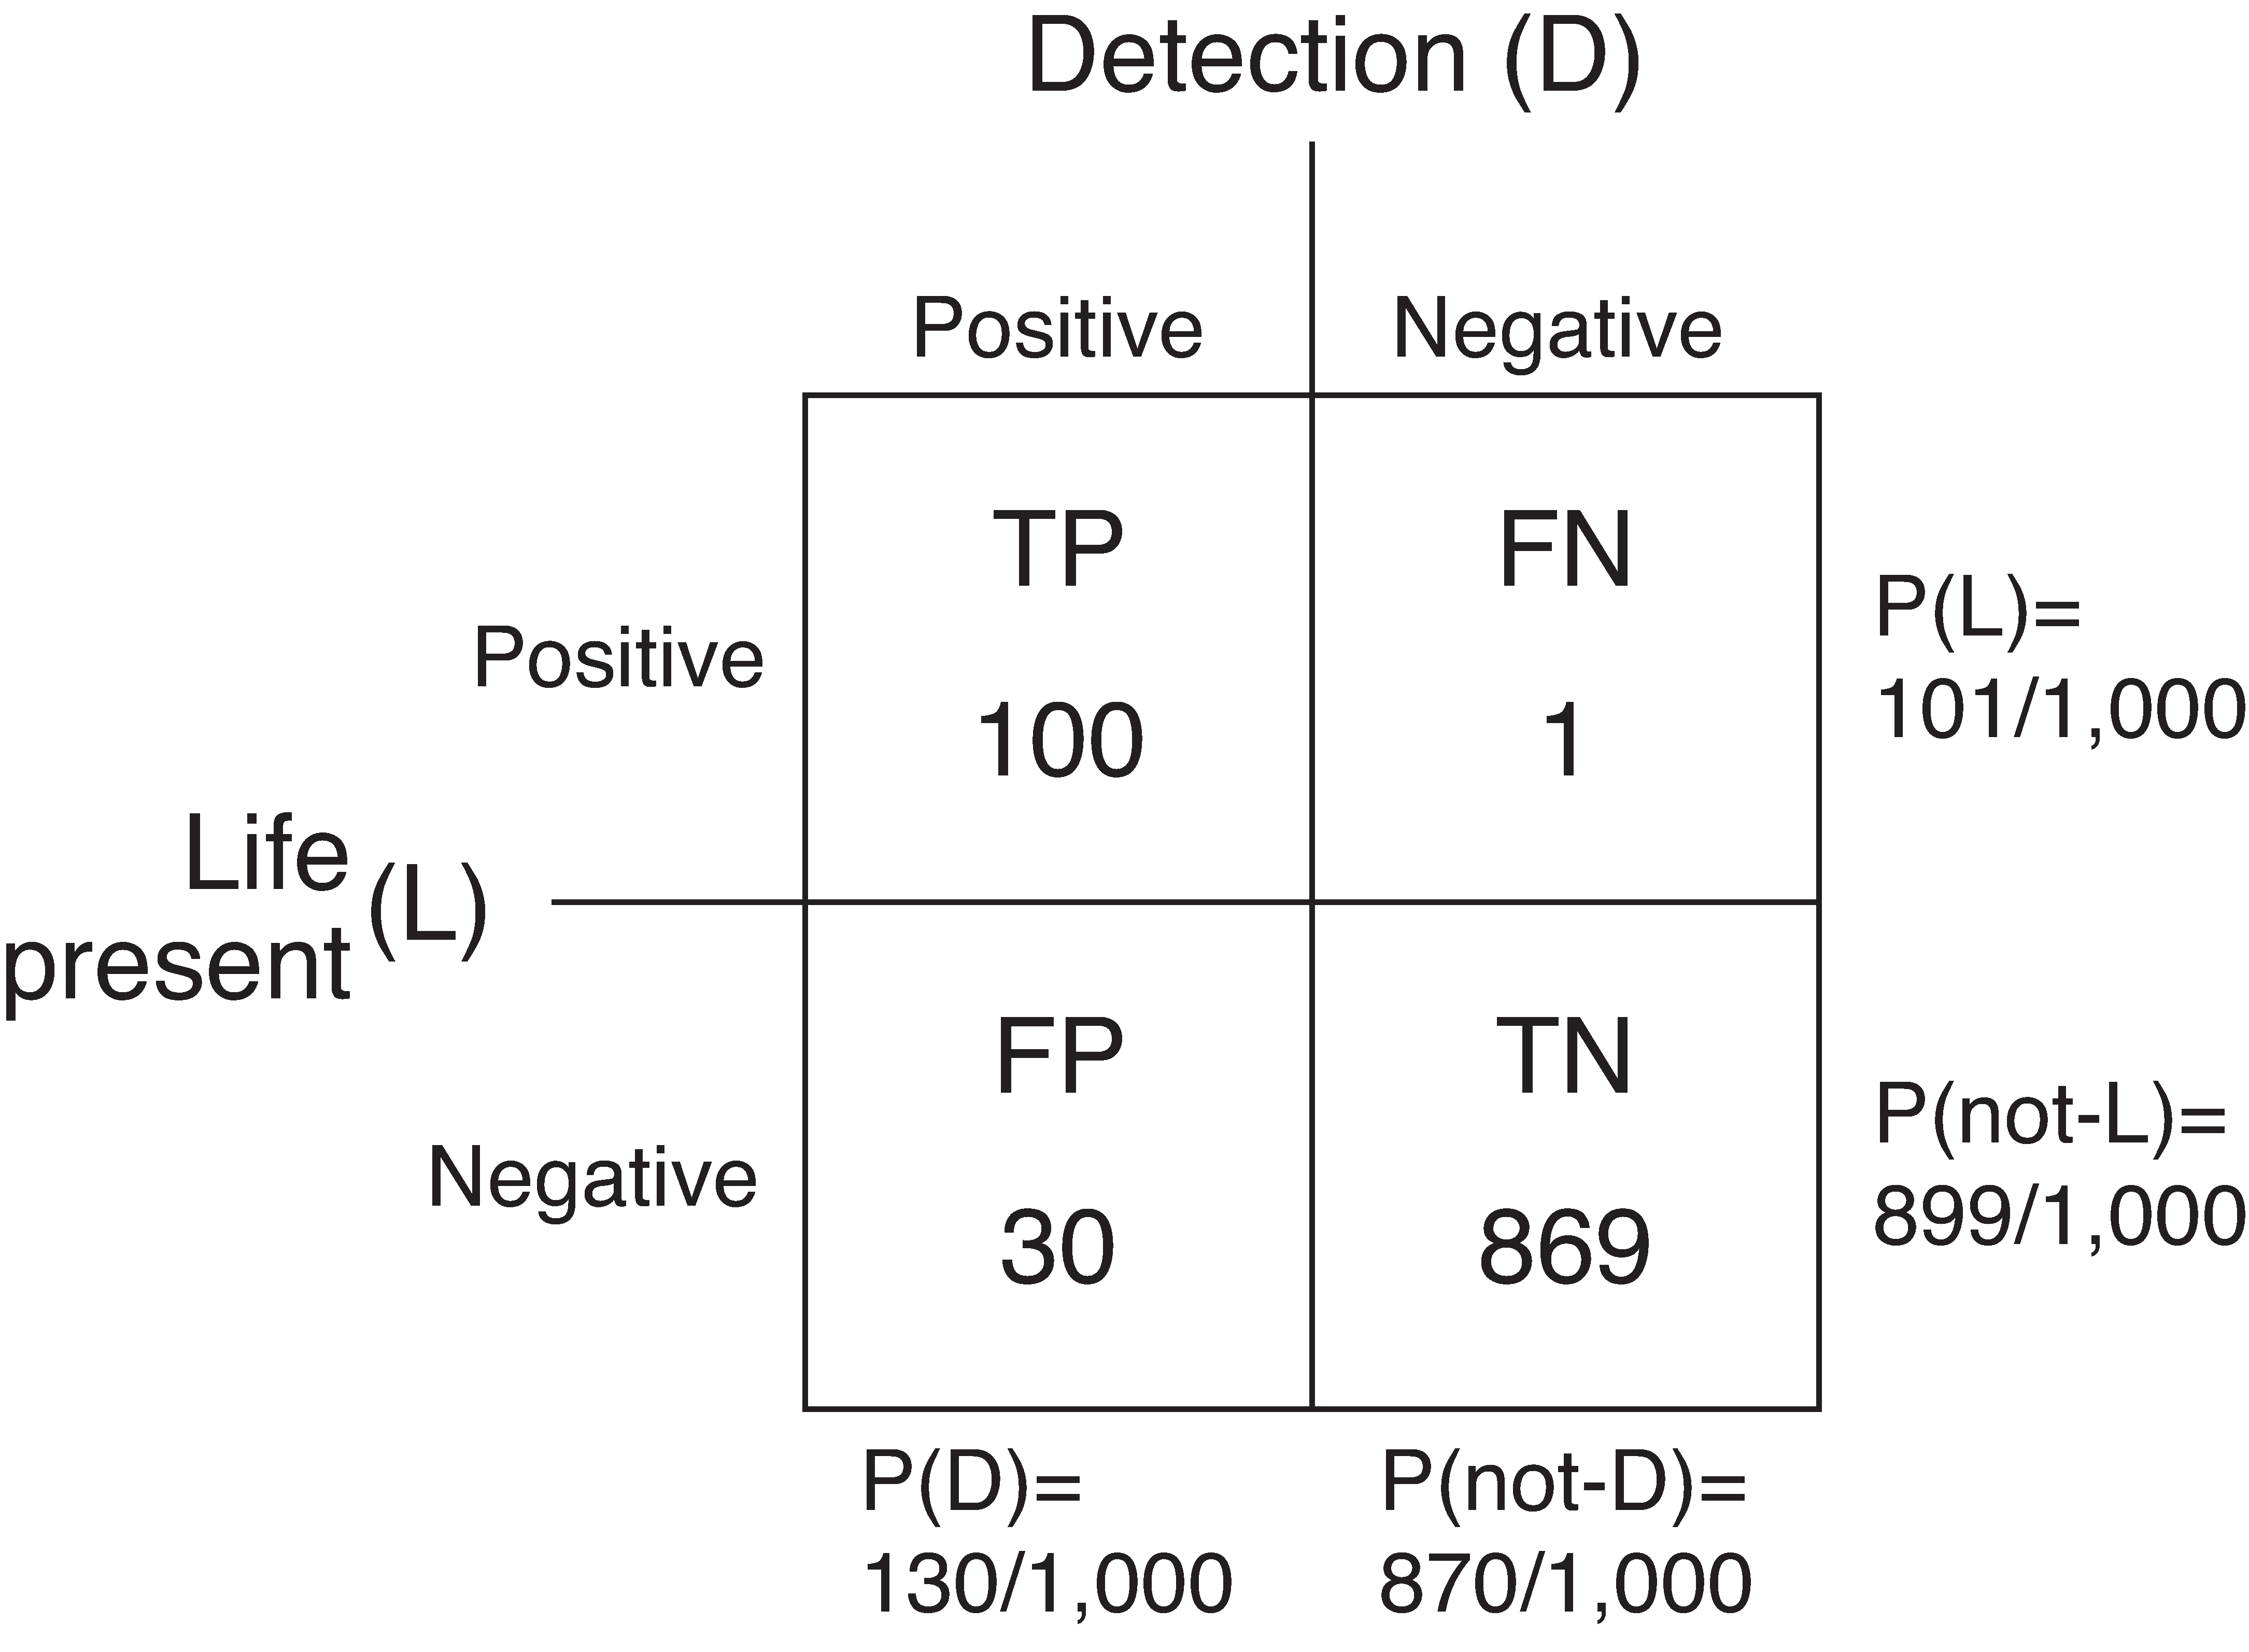 Detection (D)
Positive Negative
TP FN
Positive
100 1
P(L)=
101/1,000
Life
present (L)
FP TN
Negative
30 869
P(not-L)=
899/1,000
P(D)= P(not-D)=
130/1,000 870/1,000